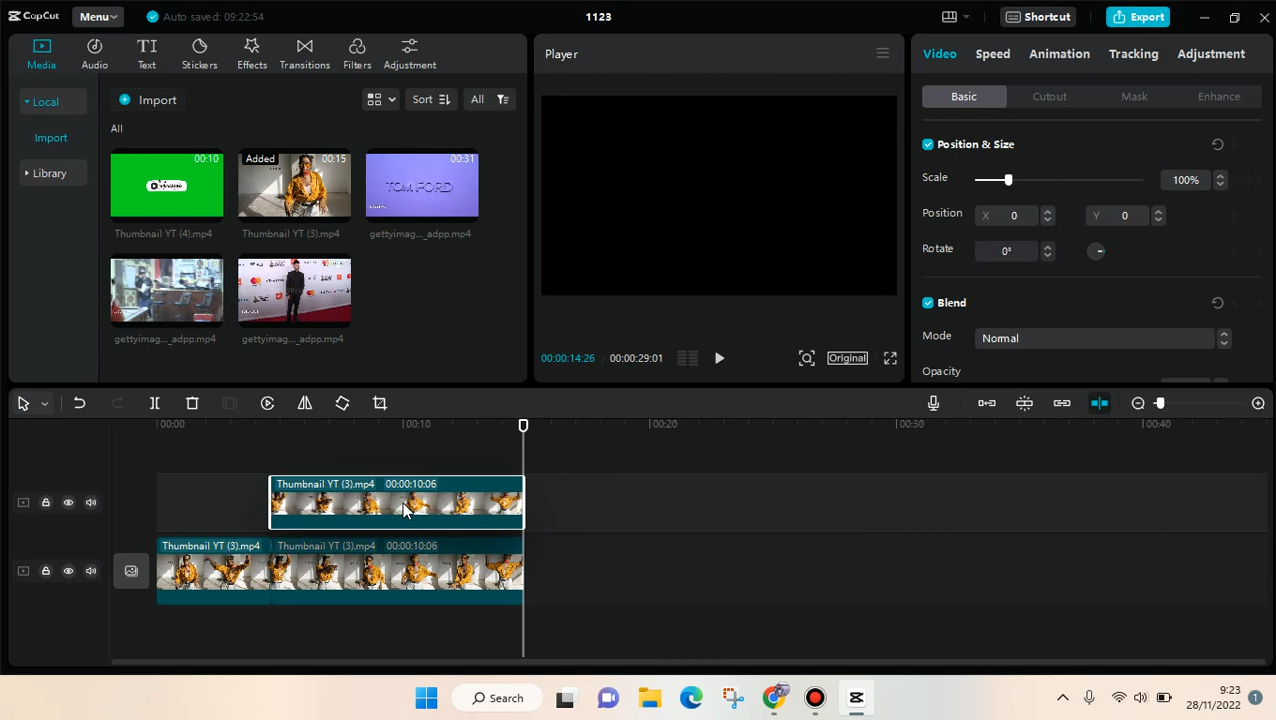 CapCut
Menu
Auto saved: 09:22:54
1123
Shortcut
Export
Media
Audio
Text
Stickers
Effects
Transitions
Filters
Adjustment
Player
Video
Speed
Animation
Tracking
Adjustment
Local
Import
Sort
All
Basic
Cutout
Mask
Enhance
Import
All
Library
00:10
Added
00:15
00:31
TOM FORD
Thumbnail YT (4).mp4
Thumbnail YT (3).mp4
gettyimag..._adpp.mp4
gettyimag..._adpp.mp4
gettyimag..._adpp.mp4
Position & Size
Scale
100%
Position
X 0
Y 0
Rotate
0°
Blend
Mode
Normal
Opacity
00:00:14:26
00:00:29:01
Original
00:00
00:10
00:20
00:30
00:40
Thumbnail YT (3).mp4 00:00:10:06
Thumbnail YT (3).mp4
Thumbnail YT (3).mp4 00:00:10:06
Search
9:23
28/11/2022
1